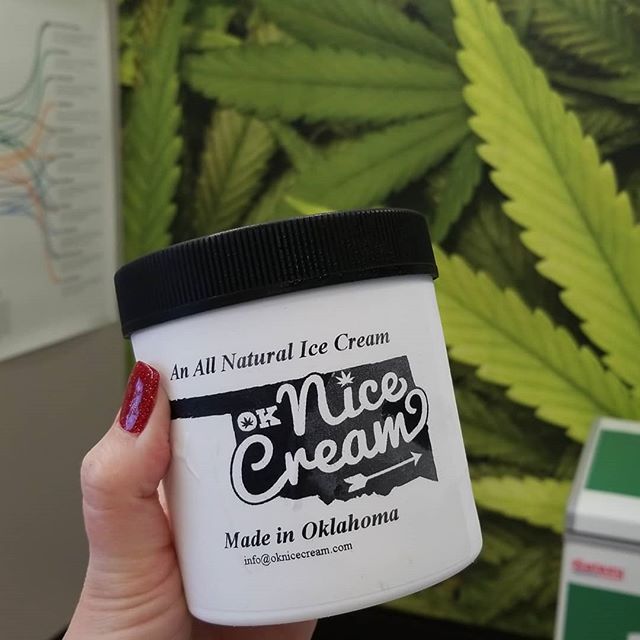 An All Natural Ice Cream
OK Nice
Cream
Made in Oklahoma
info@oknicecream.com